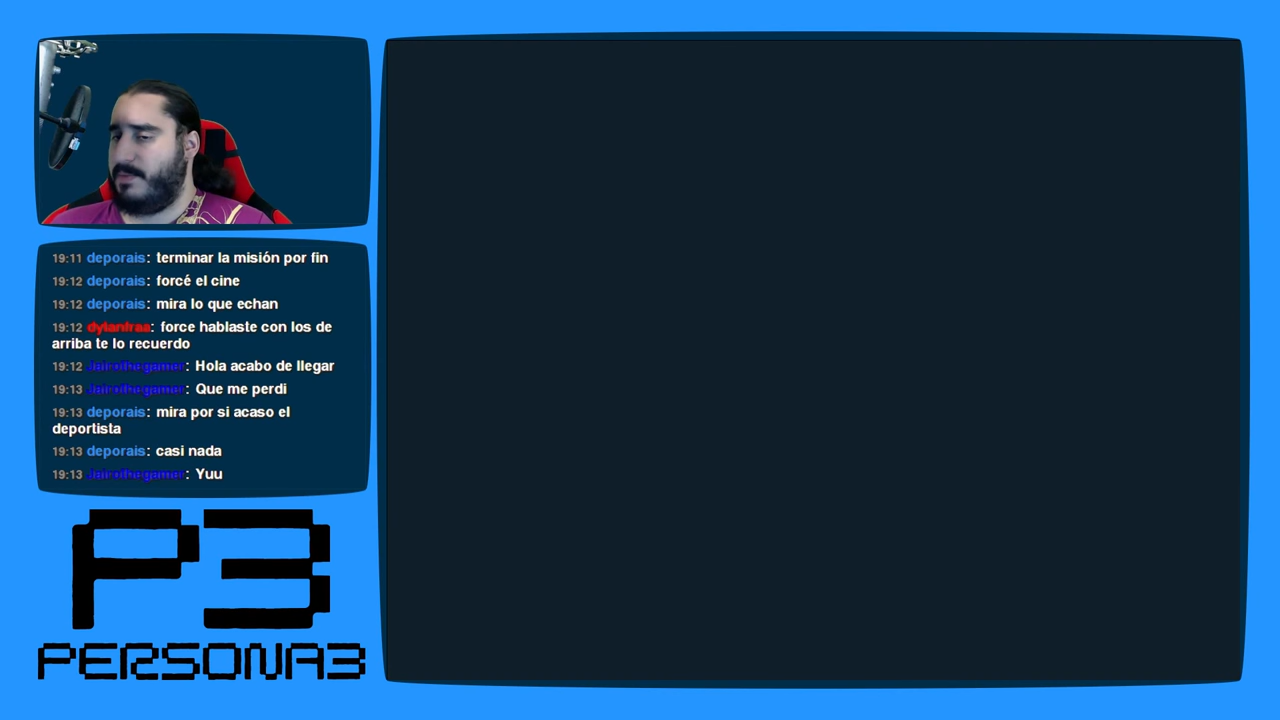 19:11 deporais: terminar la misión por fin
19:12 deporais: forcé el cine
19:12 deporais: mira lo que echan
19:12 dylanfraa: force hablaste con los de
arriba te lo recuerdo
19:12 : Hola acabo de llegar
19:13 : Que me perdi
19:13 deporais: mira por si acaso el
deportista
19:13 deporais: casi nada
19:13 : Yuu
P3
PERSONA3